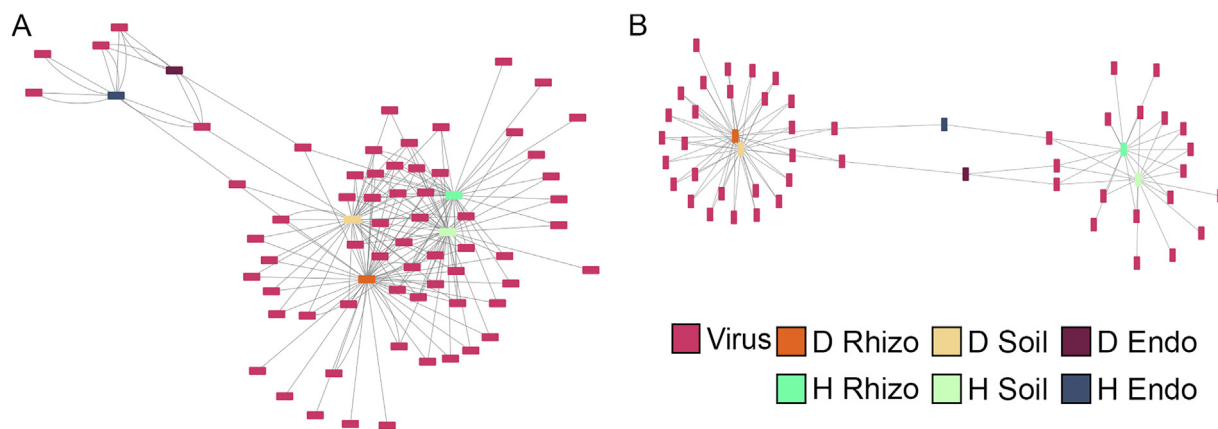 A
B
Virus D Rhizo D Soil D Endo
H Rhizo H Soil H Endo